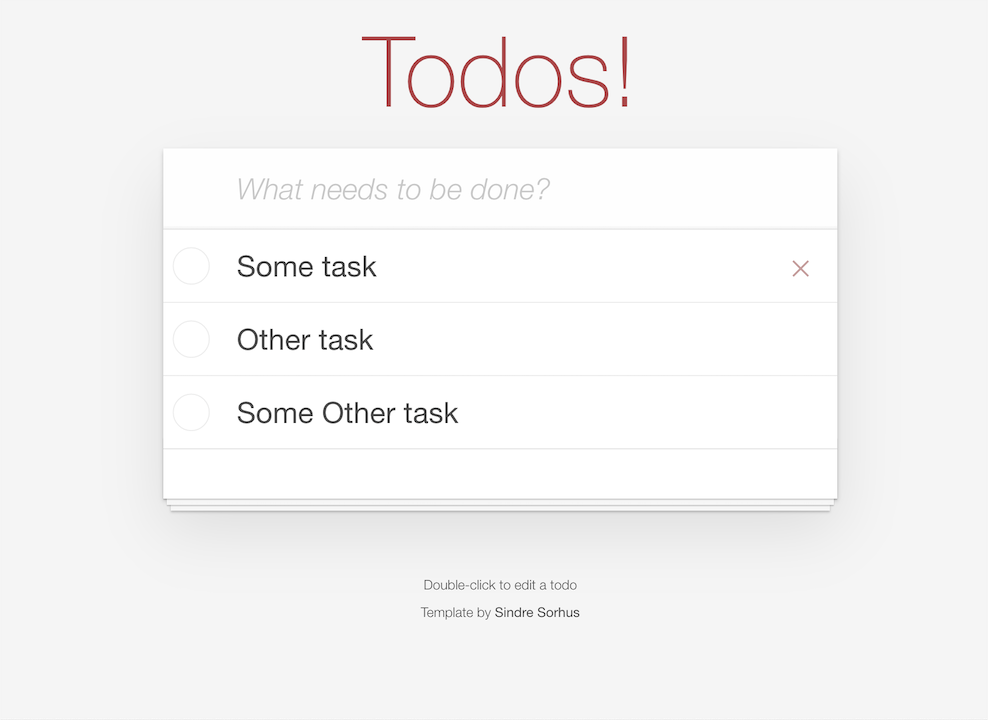 Todos!
What needs to be done?
Some task
Other task
Some Other task
Double-click to edit a todo
Template by Sindre Sorhus